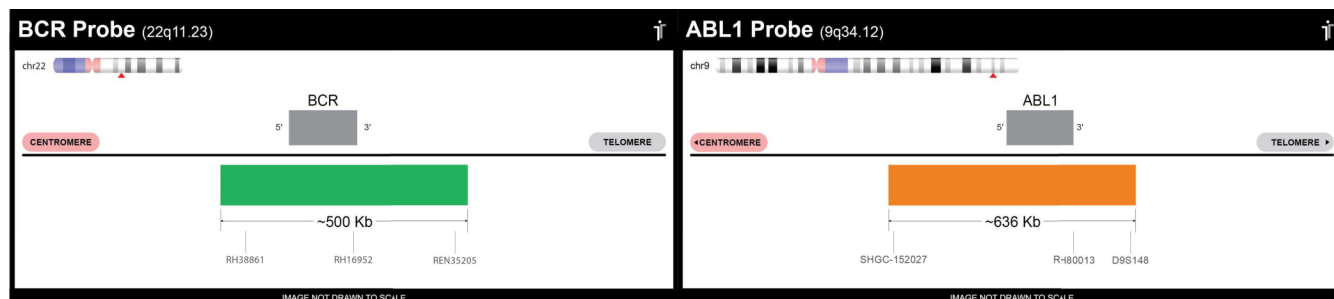 BCR Probe (22q11.23)
chr22
BCR
5' 3'
CENTROMERE TELOMERE
~500 Kb
RH38861 RH16952 REN35205
IMAGE NOT DRAWN TO SCALE
ABL1 Probe (9q34.12)
chr9
ABL1
5' 3'
CENTROMERE TELOMERE
~636 Kb
SHGC-152027 RH80013 D9S148
IMAGE NOT DRAWN TO SCALE